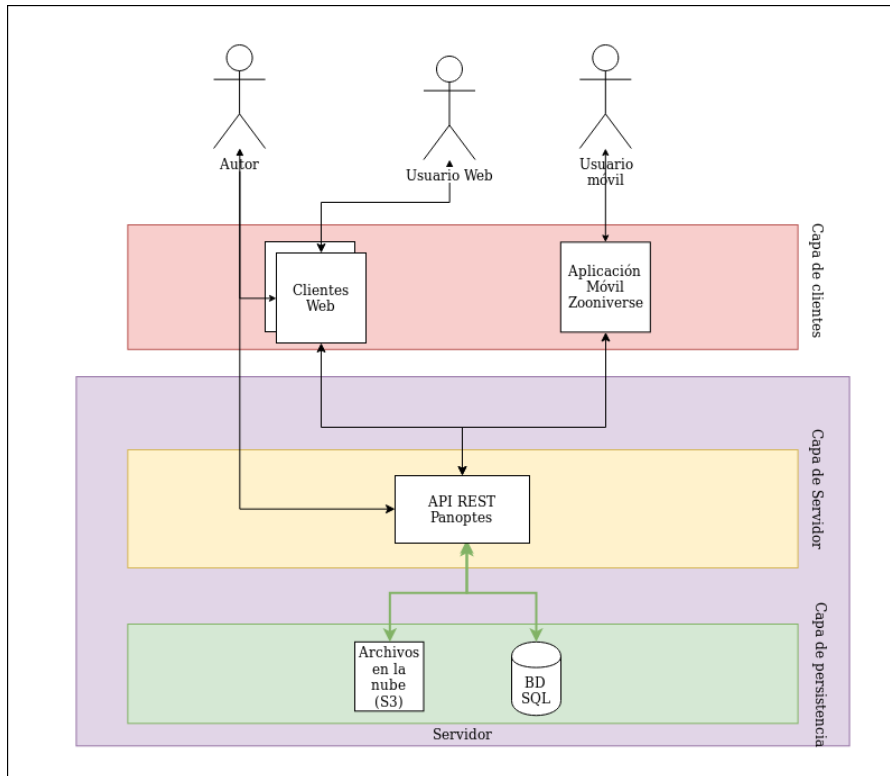 Autor
Usuario Web
Usuario
móvil
Capa de clientes
Clientes
Web
Aplicación
Móvil
Zooniverse
Capa de Servidor
API REST
Panoptes
Capa de persistencia
Archivos
en la
nube
(S3)
BD
SQL
Servidor